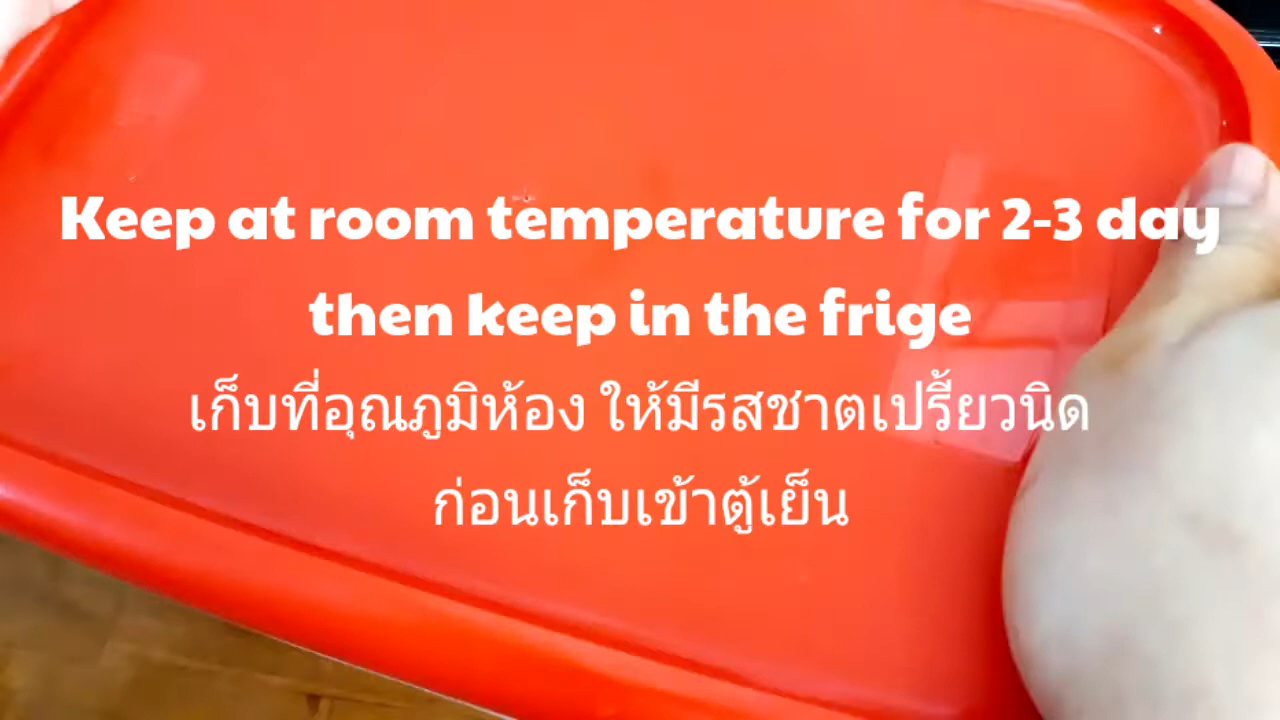 Keep at room temperature for 2-3 day
then keep in the frige
เก็บที่อุณภูมิห้อง ให้มีรสชาตเปรี้ยวนิด
ก่อนเก็บเข้าตู้เย็น